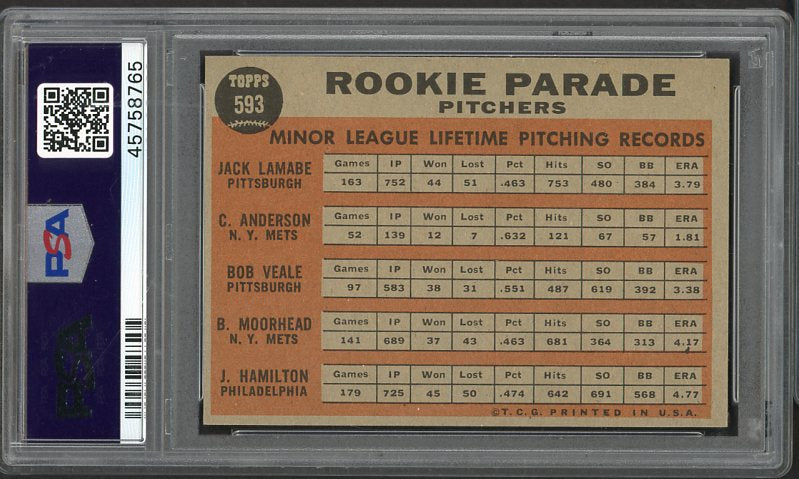 45758765
PSA
PSA
TOPPS
593
ROOKIE PARADE
PITCHERS
MINOR LEAGUE LIFETIME PITCHING RECORDS
JACK LAMABE
PITTSBURGH
Games IP Won Lost Pct Hits SO BB ERA
163 752 44 51 .463 753 480 384 3.79
C. ANDERSON
N. Y. METS
Games IP Won Lost Pct Hits SO BB ERA
52 139 12 7 .632 121 67 57 1.81
BOB VEALE
PITTSBURGH
Games IP Won Lost Pct Hits SO BB ERA
97 583 38 31 .551 487 619 392 3.38
B. MOORHEAD
N. Y. METS
Games IP Won Lost Pct Hits SO BB ERA
141 689 37 43 .463 681 364 313 4.17
J. HAMILTON
PHILADELPHIA
Games IP Won Lost Pct Hits SO BB ERA
179 725 45 50 .474 642 691 568 4.77
©T.C.G. PRINTED IN U.S.A.